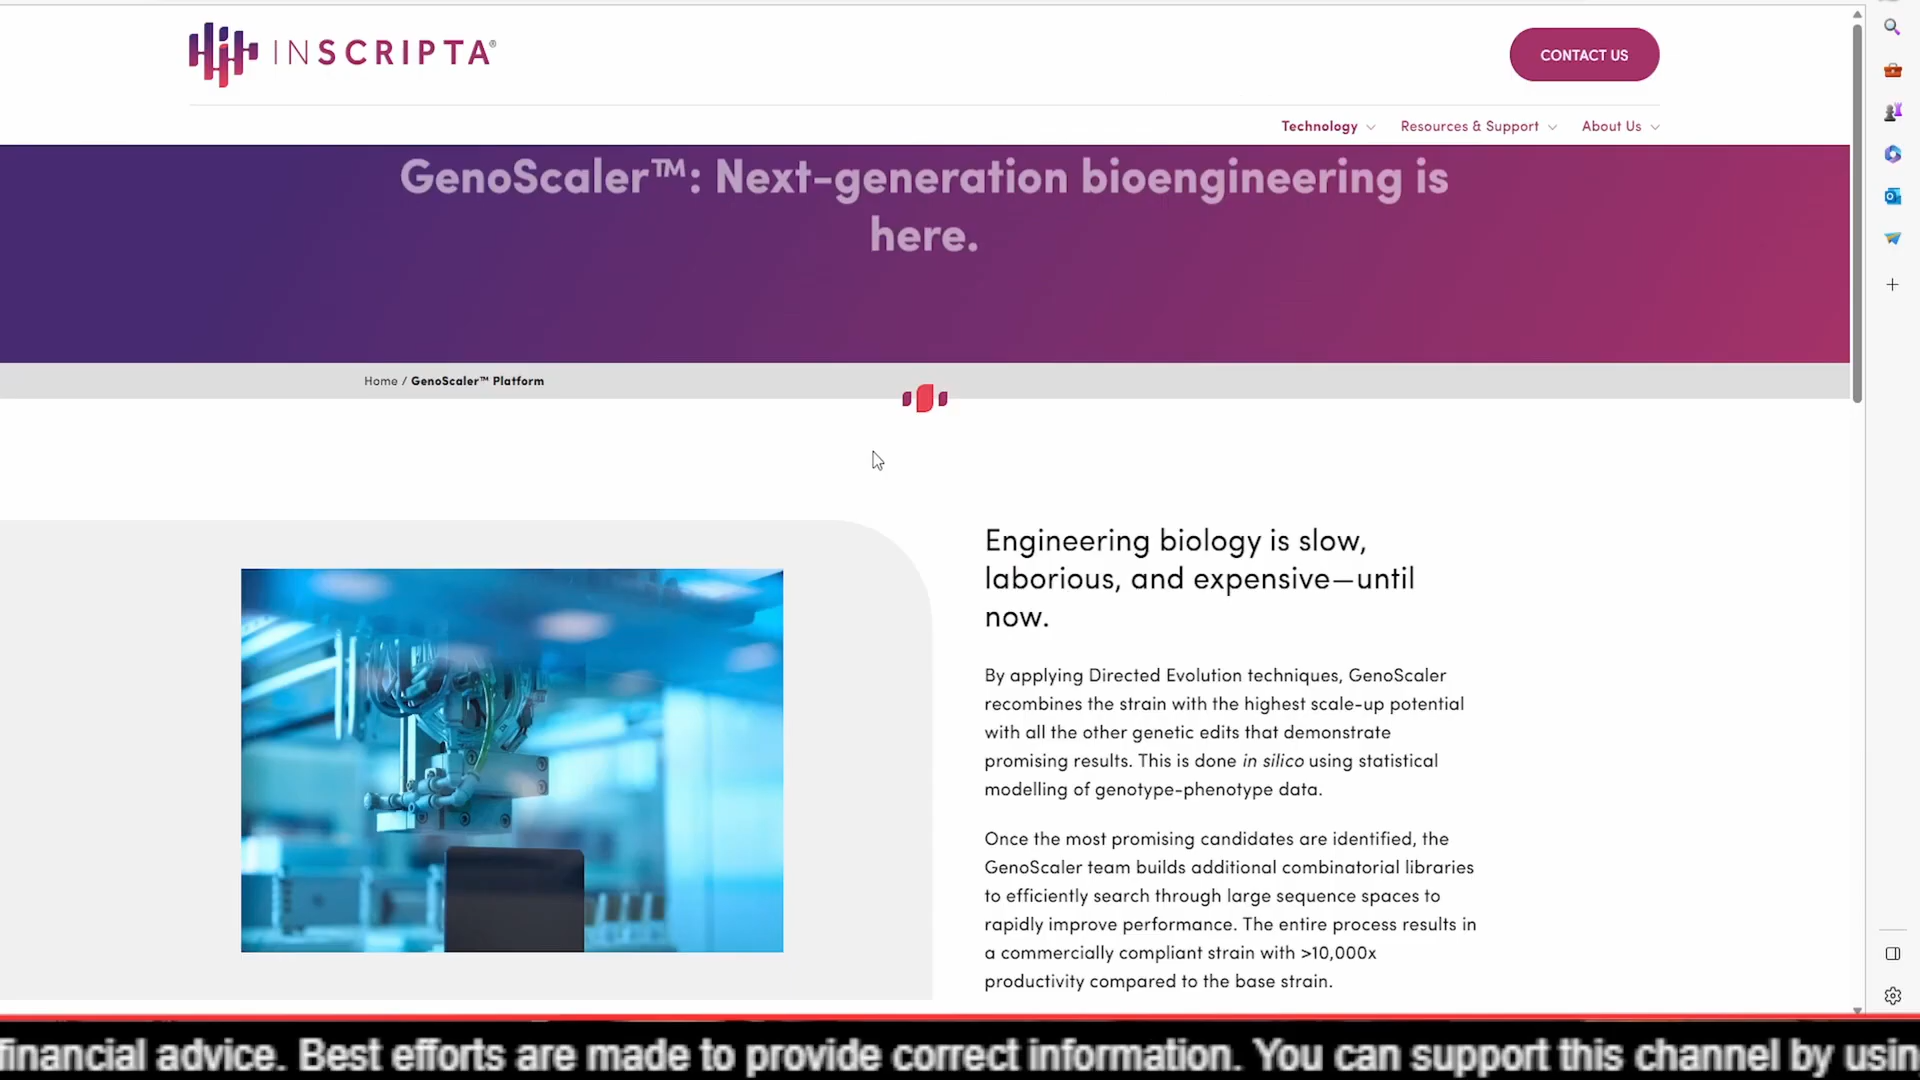 INSCRIPTA®
CONTACT US
Technology
Resources & Support
About Us
GenoScaler™: Next-generation bioengineering is
here.
Home / GenoScaler™ Platform
Engineering biology is slow,
laborious, and expensive—until
now.
By applying Directed Evolution techniques, GenoScaler
recombines the strain with the highest scale-up potential
with all the other genetic edits that demonstrate
promising results. This is done in silico using statistical
modelling of genotype-phenotype data.
Once the most promising candidates are identified, the
GenoScaler team builds additional combinatorial libraries
to efficiently search through large sequence spaces to
rapidly improve performance. The entire process results in
a commercially compliant strain with >10,000x
productivity compared to the base strain.
financial advice. Best efforts are made to provide correct information. You can support this channel by usin